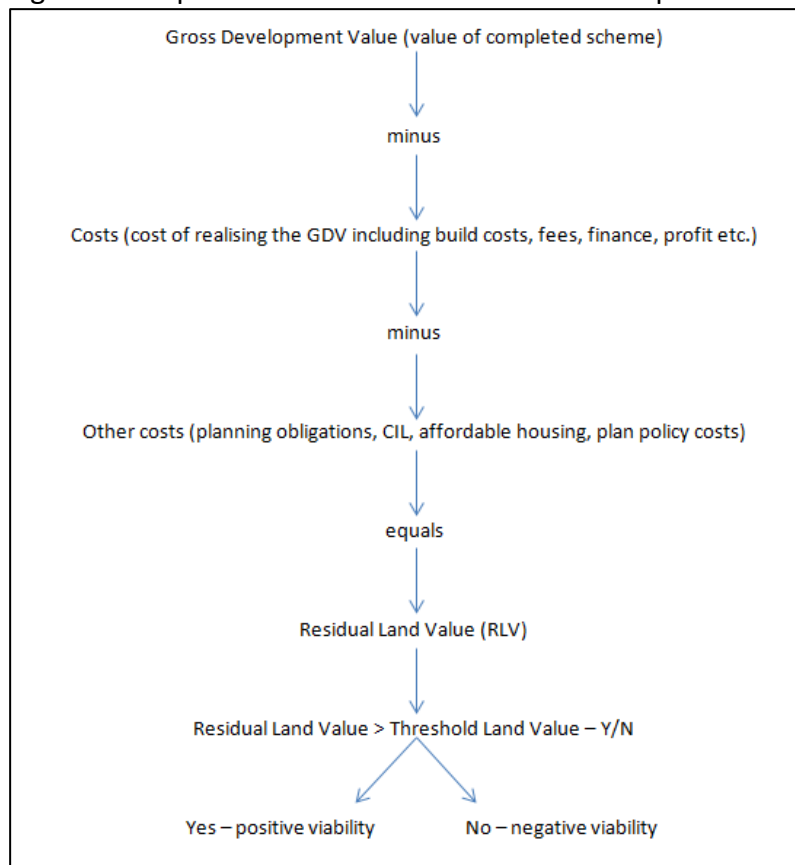 Gross Development Value (value of completed scheme)
minus
Costs (cost of realising the GDV including build costs, fees, finance, profit etc.)
minus
Other costs (planning obligations, CIL, affordable housing, plan policy costs)
equals
Residual Land Value (RLV)
Residual Land Value > Threshold Land Value – Y/N
Yes – positive viability
No – negative viability